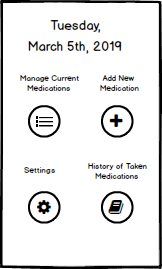 Tuesday,
March 5th, 2019
Manage Current
Medications
Add New
Medication
Settings
History of Taken
Medications